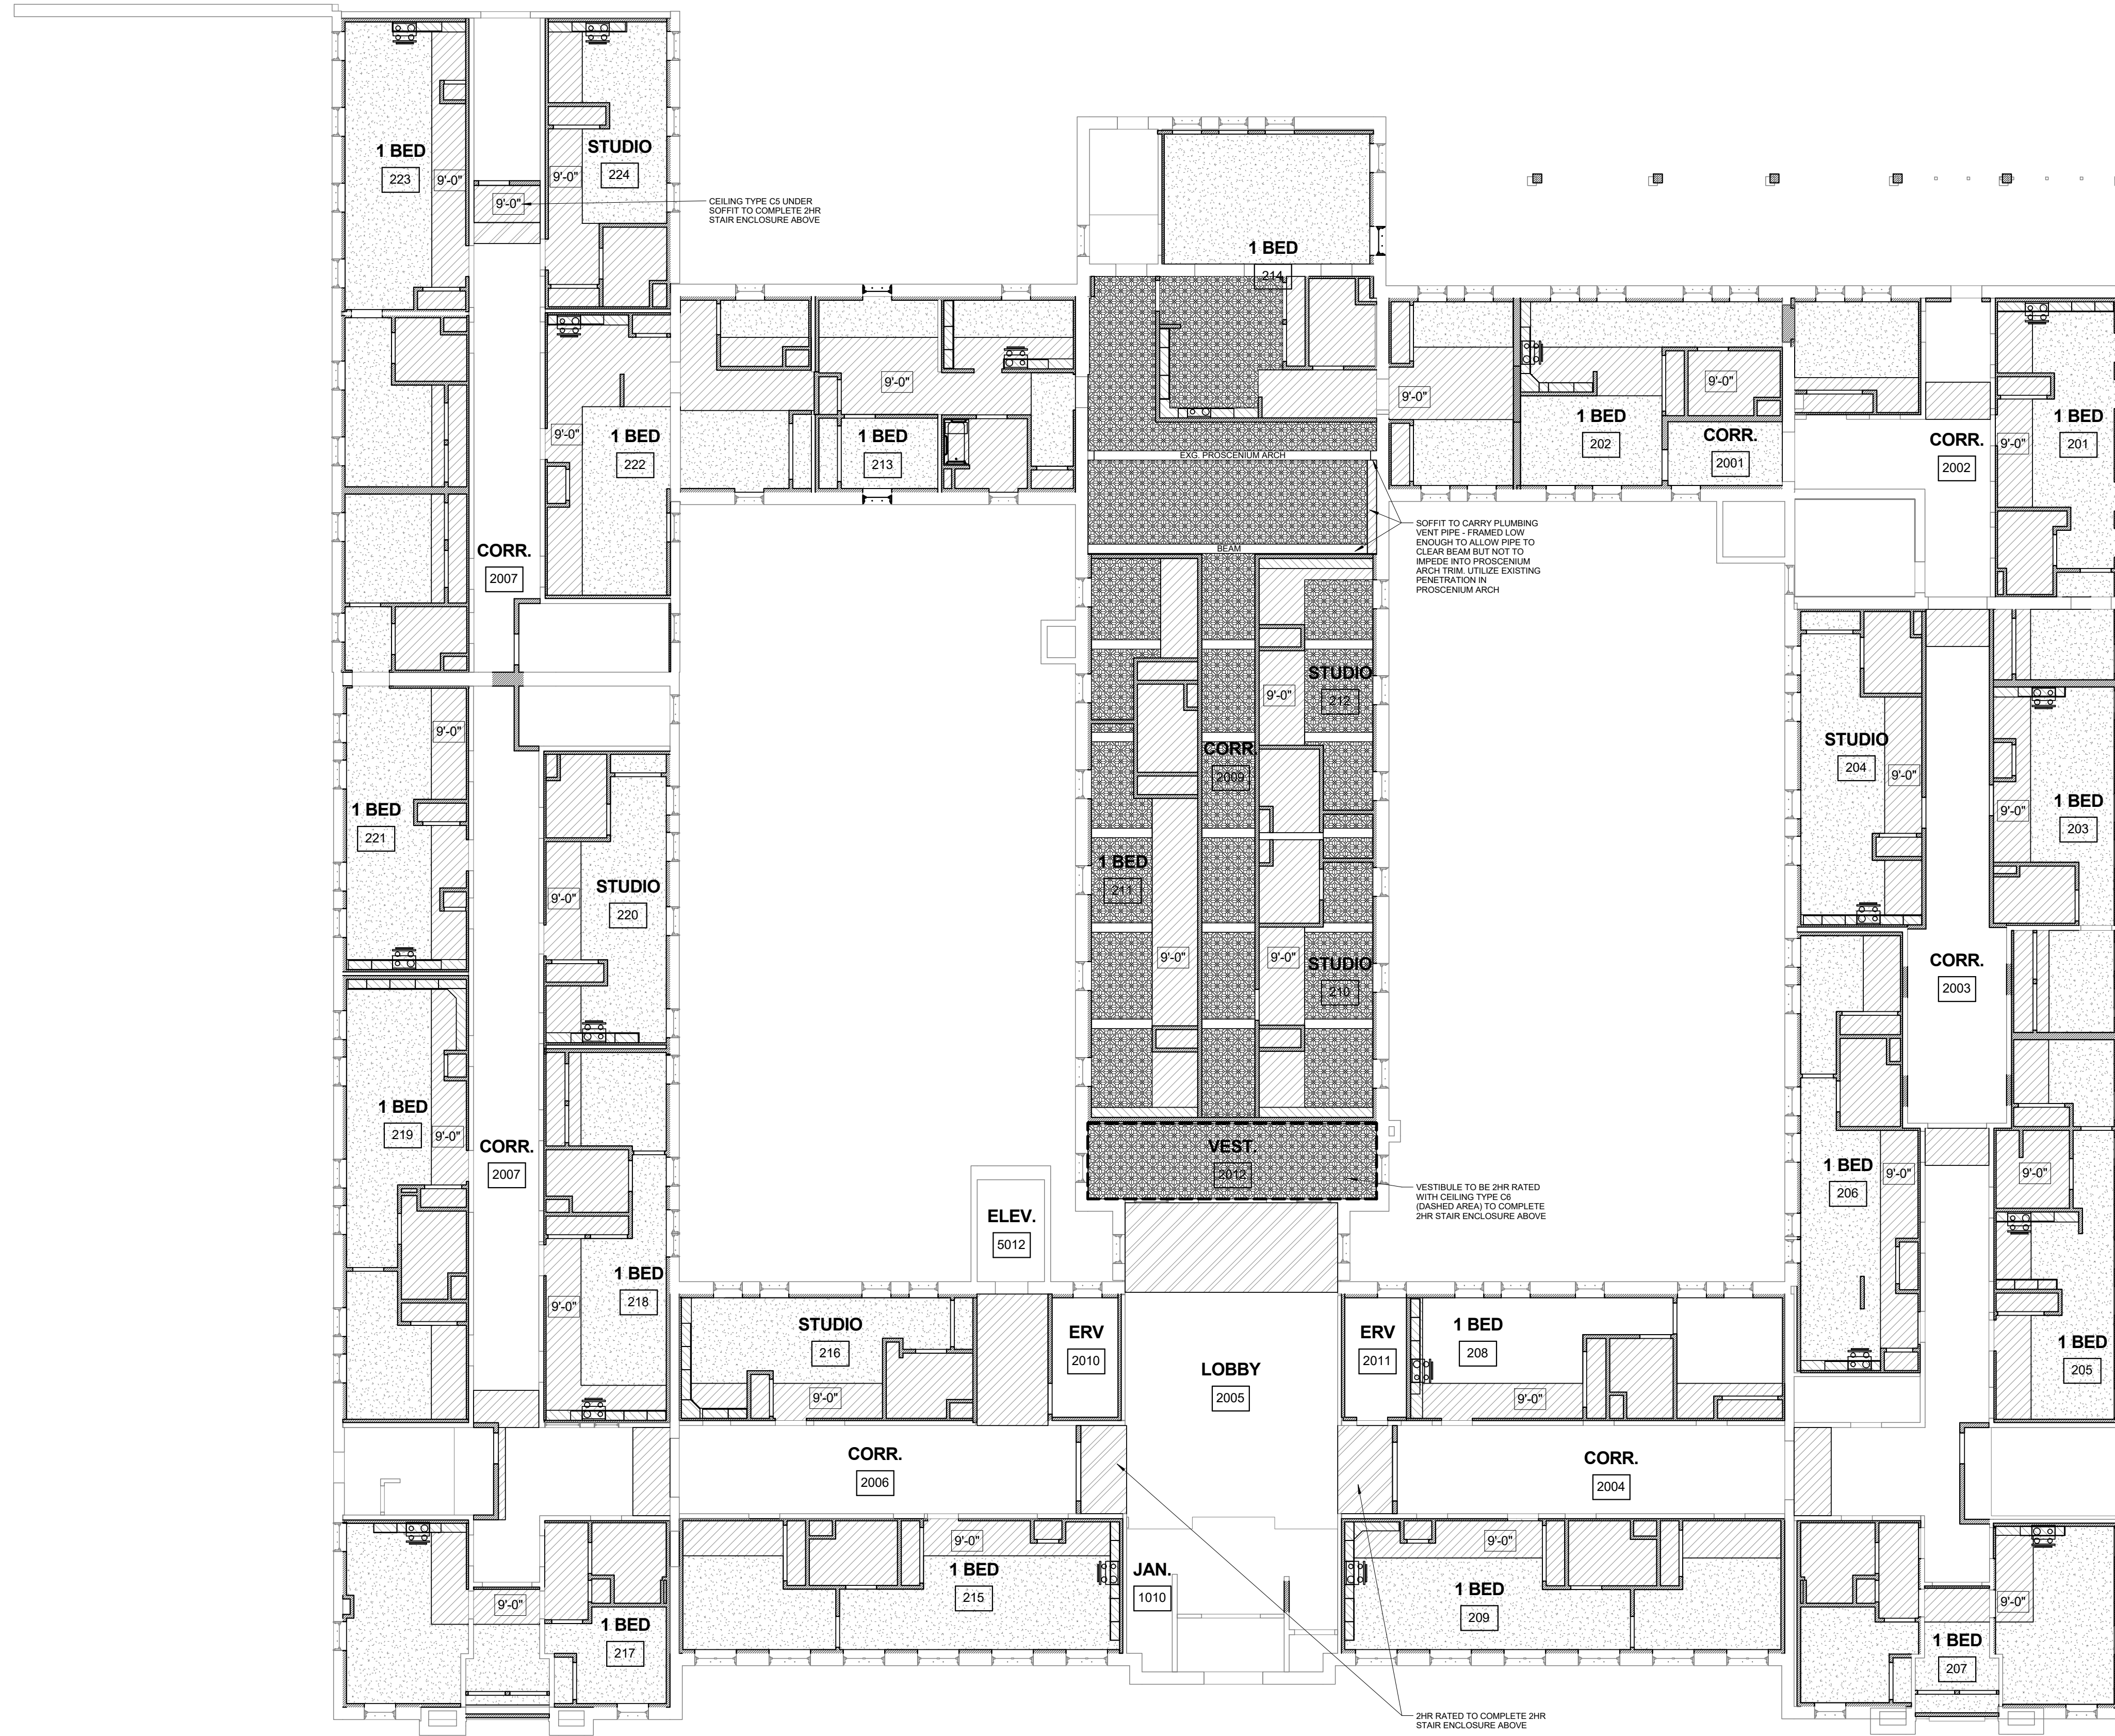 1 BED
223
9'-0"
STUDIO
224
9'-0"
9'-0"
CEILING TYPE C5 UNDER
SOFFIT TO COMPLETE 2HR
STAIR ENCLOSURE ABOVE
1 BED
214
9'-0"
1 BED
213
9'-0"
1 BED
222
9'-0"
1 BED
202
9'-0"
CORR.
2001
CORR.
2002
9'-0"
1 BED
201
EXG. PROSCENIUM ARCH
BEAM
SOFFIT TO CARRY PLUMBING
VENT PIPE - FRAMED LOW
ENOUGH TO ALLOW PIPE TO
CLEAR BEAM BUT NOT TO
IMPEDE INTO PROSCENIUM
ARCH TRIM. UTILIZE EXISTING
PENETRATION IN
PROSCENIUM ARCH
CORR.
2007
9'-0"
STUDIO
212
9'-0"
CORR.
2009
STUDIO
204
9'-0"
9'-0"
1 BED
203
1 BED
221
9'-0"
STUDIO
220
1 BED
211
9'-0"
9'-0"
STUDIO
210
CORR.
2003
1 BED
219
9'-0"
CORR.
2007
VEST.
2012
VESTIBULE TO BE 2HR RATED
WITH CEILING TYPE C6
(DASHED AREA) TO COMPLETE
2HR STAIR ENCLOSURE ABOVE
1 BED
206
9'-0"
9'-0"
ELEV.
5012
1 BED
218
9'-0"
STUDIO
216
9'-0"
ERV
2010
LOBBY
2005
ERV
2011
1 BED
208
9'-0"
1 BED
205
CORR.
2006
CORR.
2004
9'-0"
1 BED
217
9'-0"
1 BED
215
JAN.
1010
9'-0"
1 BED
209
9'-0"
1 BED
207
2HR RATED TO COMPLETE 2HR
STAIR ENCLOSURE ABOVE